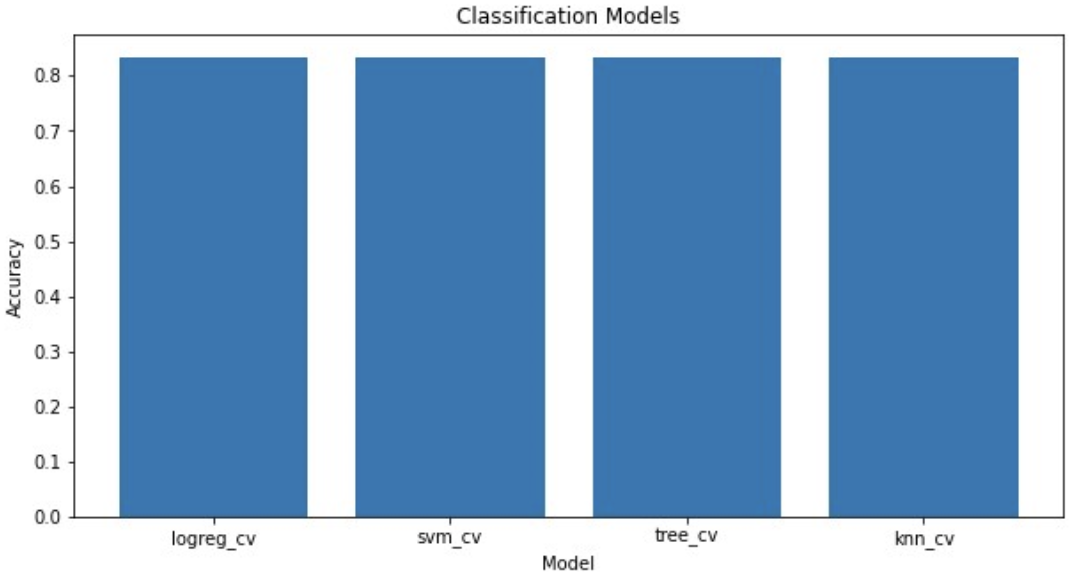 Classification Models
Accuracy
0.8
0.7
0.6
0.5
0.4
0.3
0.2
0.1
0.0
logreg_cv svm_cv tree_cv knn_cv
Model